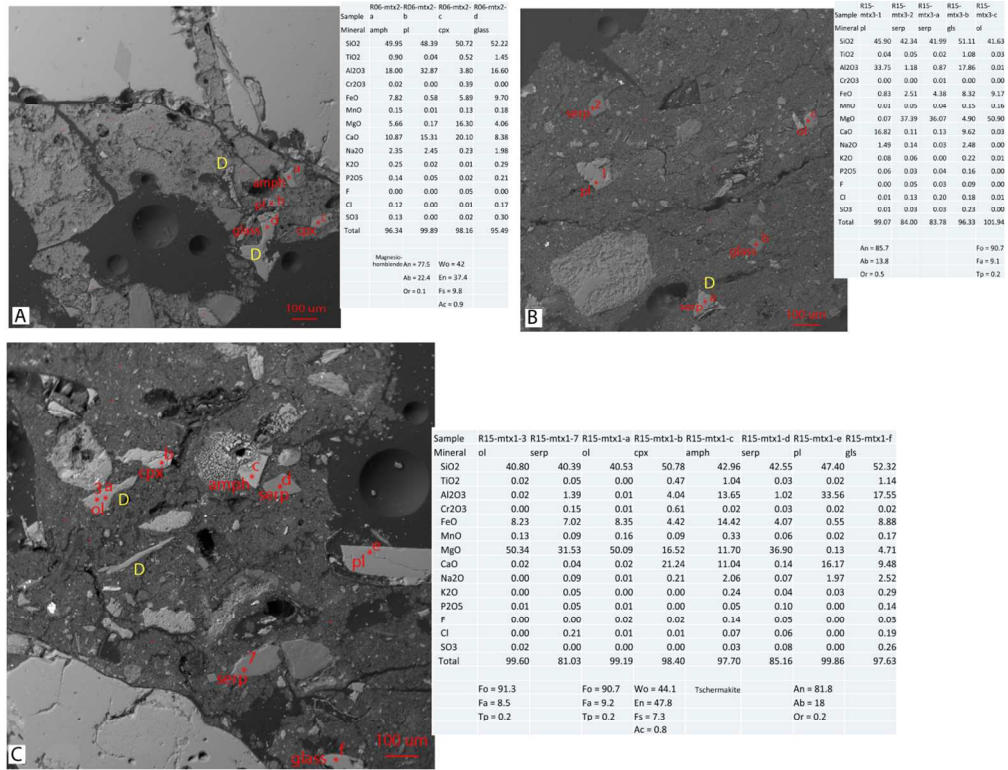 D
a
amph
pl b
d
glass
cpx c
D
100 um
A
Sample R06-mtx2-a R06-mtx2-b R06-mtx2-c R06-mtx2-d
Mineral amph pl cpx glass
SiO2 49.95 48.39 50.72 52.22
TiO2 0.90 0.04 0.52 1.45
Al2O3 18.00 32.87 3.80 16.60
Cr2O3 0.02 0.00 0.39 0.00
FeO 7.82 0.58 5.89 9.70
MnO 0.15 0.01 0.13 0.18
MgO 5.66 0.17 16.30 4.06
CaO 10.87 15.31 20.10 8.38
Na2O 2.35 2.45 0.23 1.98
K2O 0.25 0.02 0.01 0.29
P2O5 0.14 0.05 0.02 0.21
F 0.00 0.00 0.05 0.00
Cl 0.12 0.00 0.01 0.17
SO3 0.13 0.00 0.02 0.30
Total 96.34 99.89 98.16 95.49
Magnesio-hornblende An = 77.5 Wo = 42
Ab = 22.4 En = 37.4
Or = 0.1 Fs = 9.8
Ac = 0.9
2
serp
c
ol
1
pl
b
glass
D
serp a
100 um
B
Sample R15-mtx3-1 R15-mtx3-2 R15-mtx3-a R15-mtx3-b R15-mtx3-c
Mineral pl serp serp gls ol
SiO2 45.90 42.34 41.99 51.11 41.63
TiO2 0.04 0.05 0.02 1.08 0.03
Al2O3 33.75 1.18 0.87 17.86 0.01
Cr2O3 0.00 0.00 0.01 0.00 0.00
FeO 0.83 2.51 4.38 8.32 9.17
MnO 0.01 0.05 0.04 0.15 0.16
MgO 0.07 37.39 36.07 4.90 50.90
CaO 16.82 0.11 0.13 9.62 0.03
Na2O 1.49 0.14 0.03 2.48 0.00
K2O 0.08 0.06 0.00 0.22 0.01
P2O5 0.06 0.03 0.04 0.16 0.00
F 0.00 0.05 0.03 0.09 0.00
Cl 0.01 0.13 0.20 0.18 0.01
SO3 0.01 0.03 0.03 0.23 0.00
Total 99.07 84.00 83.78 96.33 101.94
An = 85.7 Fo = 90.7
Ab = 13.8 Fa = 9.1
Or = 0.5 Tp = 0.2
b
cpx
c
amph
d
serp
3 a
ol
D
e
pl
D
7
serp
glass f
100 um
C
Sample R15-mtx1-3 R15-mtx1-7 R15-mtx1-a R15-mtx1-b R15-mtx1-c R15-mtx1-d R15-mtx1-e R15-mtx1-f
Mineral ol serp ol cpx amph serp pl gls
SiO2 40.80 40.39 40.53 50.78 42.96 42.55 47.40 52.32
TiO2 0.02 0.05 0.00 0.47 1.04 0.03 0.02 1.14
Al2O3 0.02 1.39 0.01 4.04 13.65 1.02 33.56 17.55
Cr2O3 0.00 0.15 0.01 0.61 0.02 0.03 0.02 0.02
FeO 8.23 7.02 8.35 4.42 14.42 4.07 0.55 8.88
MnO 0.13 0.09 0.16 0.09 0.33 0.06 0.02 0.17
MgO 50.34 31.53 50.09 16.52 11.70 36.90 0.13 4.71
CaO 0.02 0.04 0.02 21.24 11.04 0.14 16.17 9.48
Na2O 0.00 0.09 0.01 0.21 2.06 0.07 1.97 2.52
K2O 0.00 0.05 0.00 0.00 0.24 0.04 0.03 0.29
P2O5 0.01 0.05 0.01 0.00 0.05 0.10 0.00 0.14
F 0.00 0.00 0.02 0.02 0.14 0.05 0.00 0.05
Cl 0.00 0.21 0.01 0.01 0.07 0.06 0.00 0.19
SO3 0.02 0.00 0.00 0.00 0.03 0.08 0.00 0.26
Total 99.60 81.03 99.19 98.40 97.70 85.16 99.86 97.63
Fo = 91.3 Fo = 90.7 Wo = 44.1 Tschermakite An = 81.8
Fa = 8.5 Fa = 9.2 En = 47.8 Ab = 18
Tp = 0.2 Tp = 0.2 Fs = 7.3 Or = 0.2
Ac = 0.8